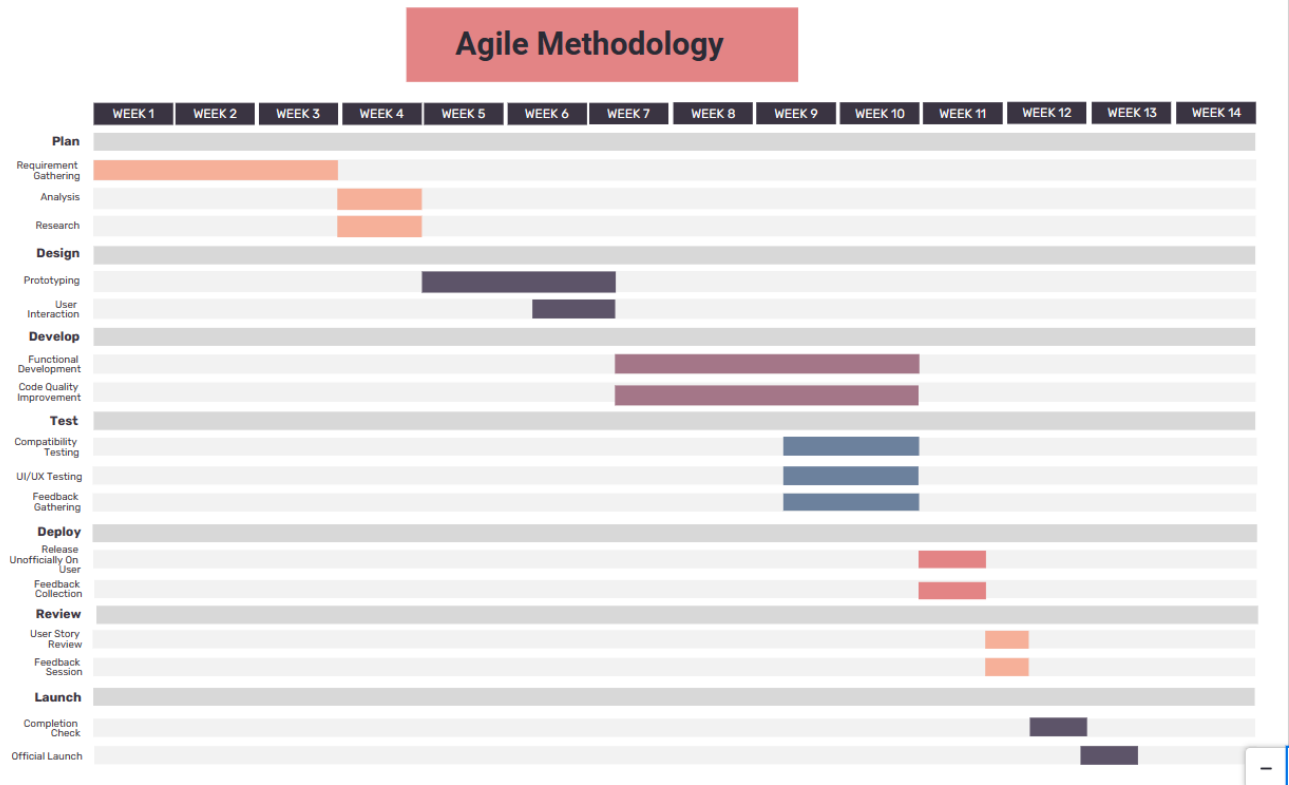 Agile Methodology
WEEK 1 WEEK 2 WEEK 3 WEEK 4 WEEK 5 WEEK 6 WEEK 7 WEEK 8 WEEK 9 WEEK 10 WEEK 11 WEEK 12 WEEK 13 WEEK 14
Plan
Requirement
Gathering
Analysis
Research
Design
Prototyping
User
Interaction
Develop
Functional
Development
Code Quality
Improvement
Test
Compatibility
Testing
UI/UX Testing
Feedback
Gathering
Deploy
Release
Unofficially On
User
Feedback
Collection
Review
User Story
Review
Feedback
Session
Launch
Completion
Check
Official Launch